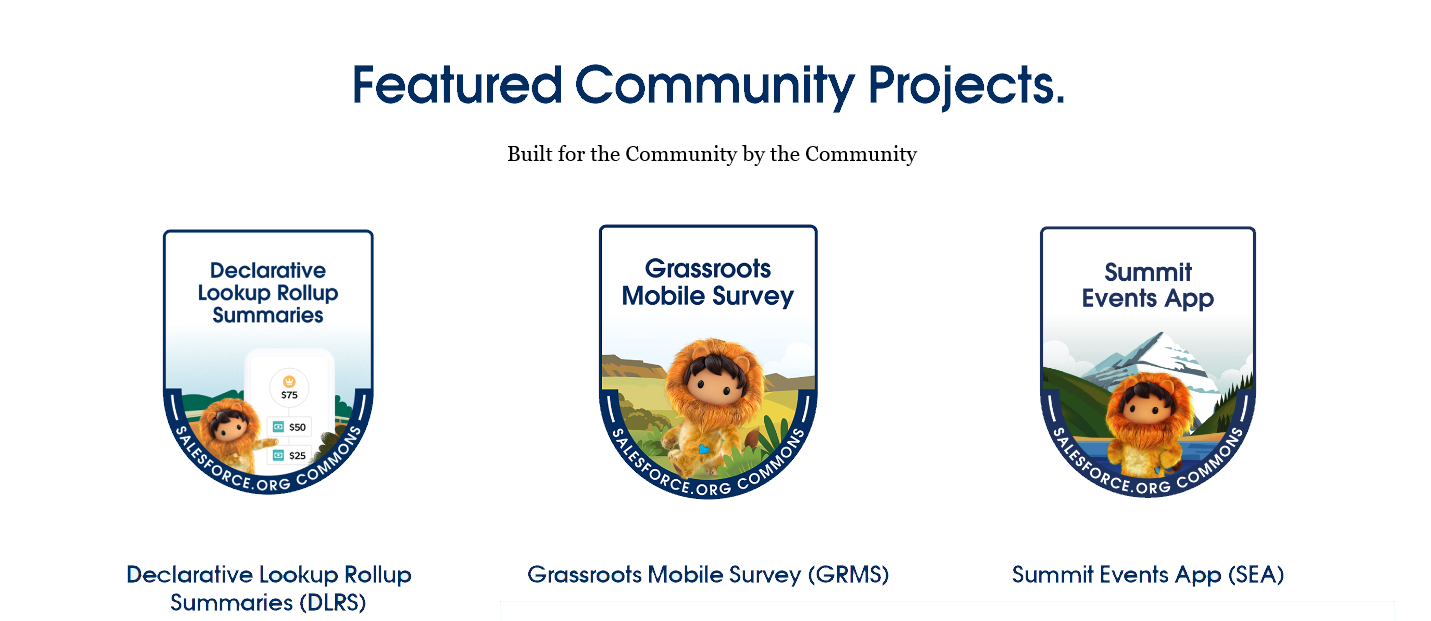 Featured Community Projects.
Built for the Community by the Community
Declarative
Lookup Rollup
Summaries
$75
$50
$25
SALESFORCE.ORG COMMONS
Grassroots
Mobile Survey
SALESFORCE.ORG COMMONS
Summit
Events App
SALESFORCE.ORG COMMONS
Declarative Lookup Rollup
Summaries (DLRS)
Grassroots Mobile Survey (GRMS)
Summit Events App (SEA)